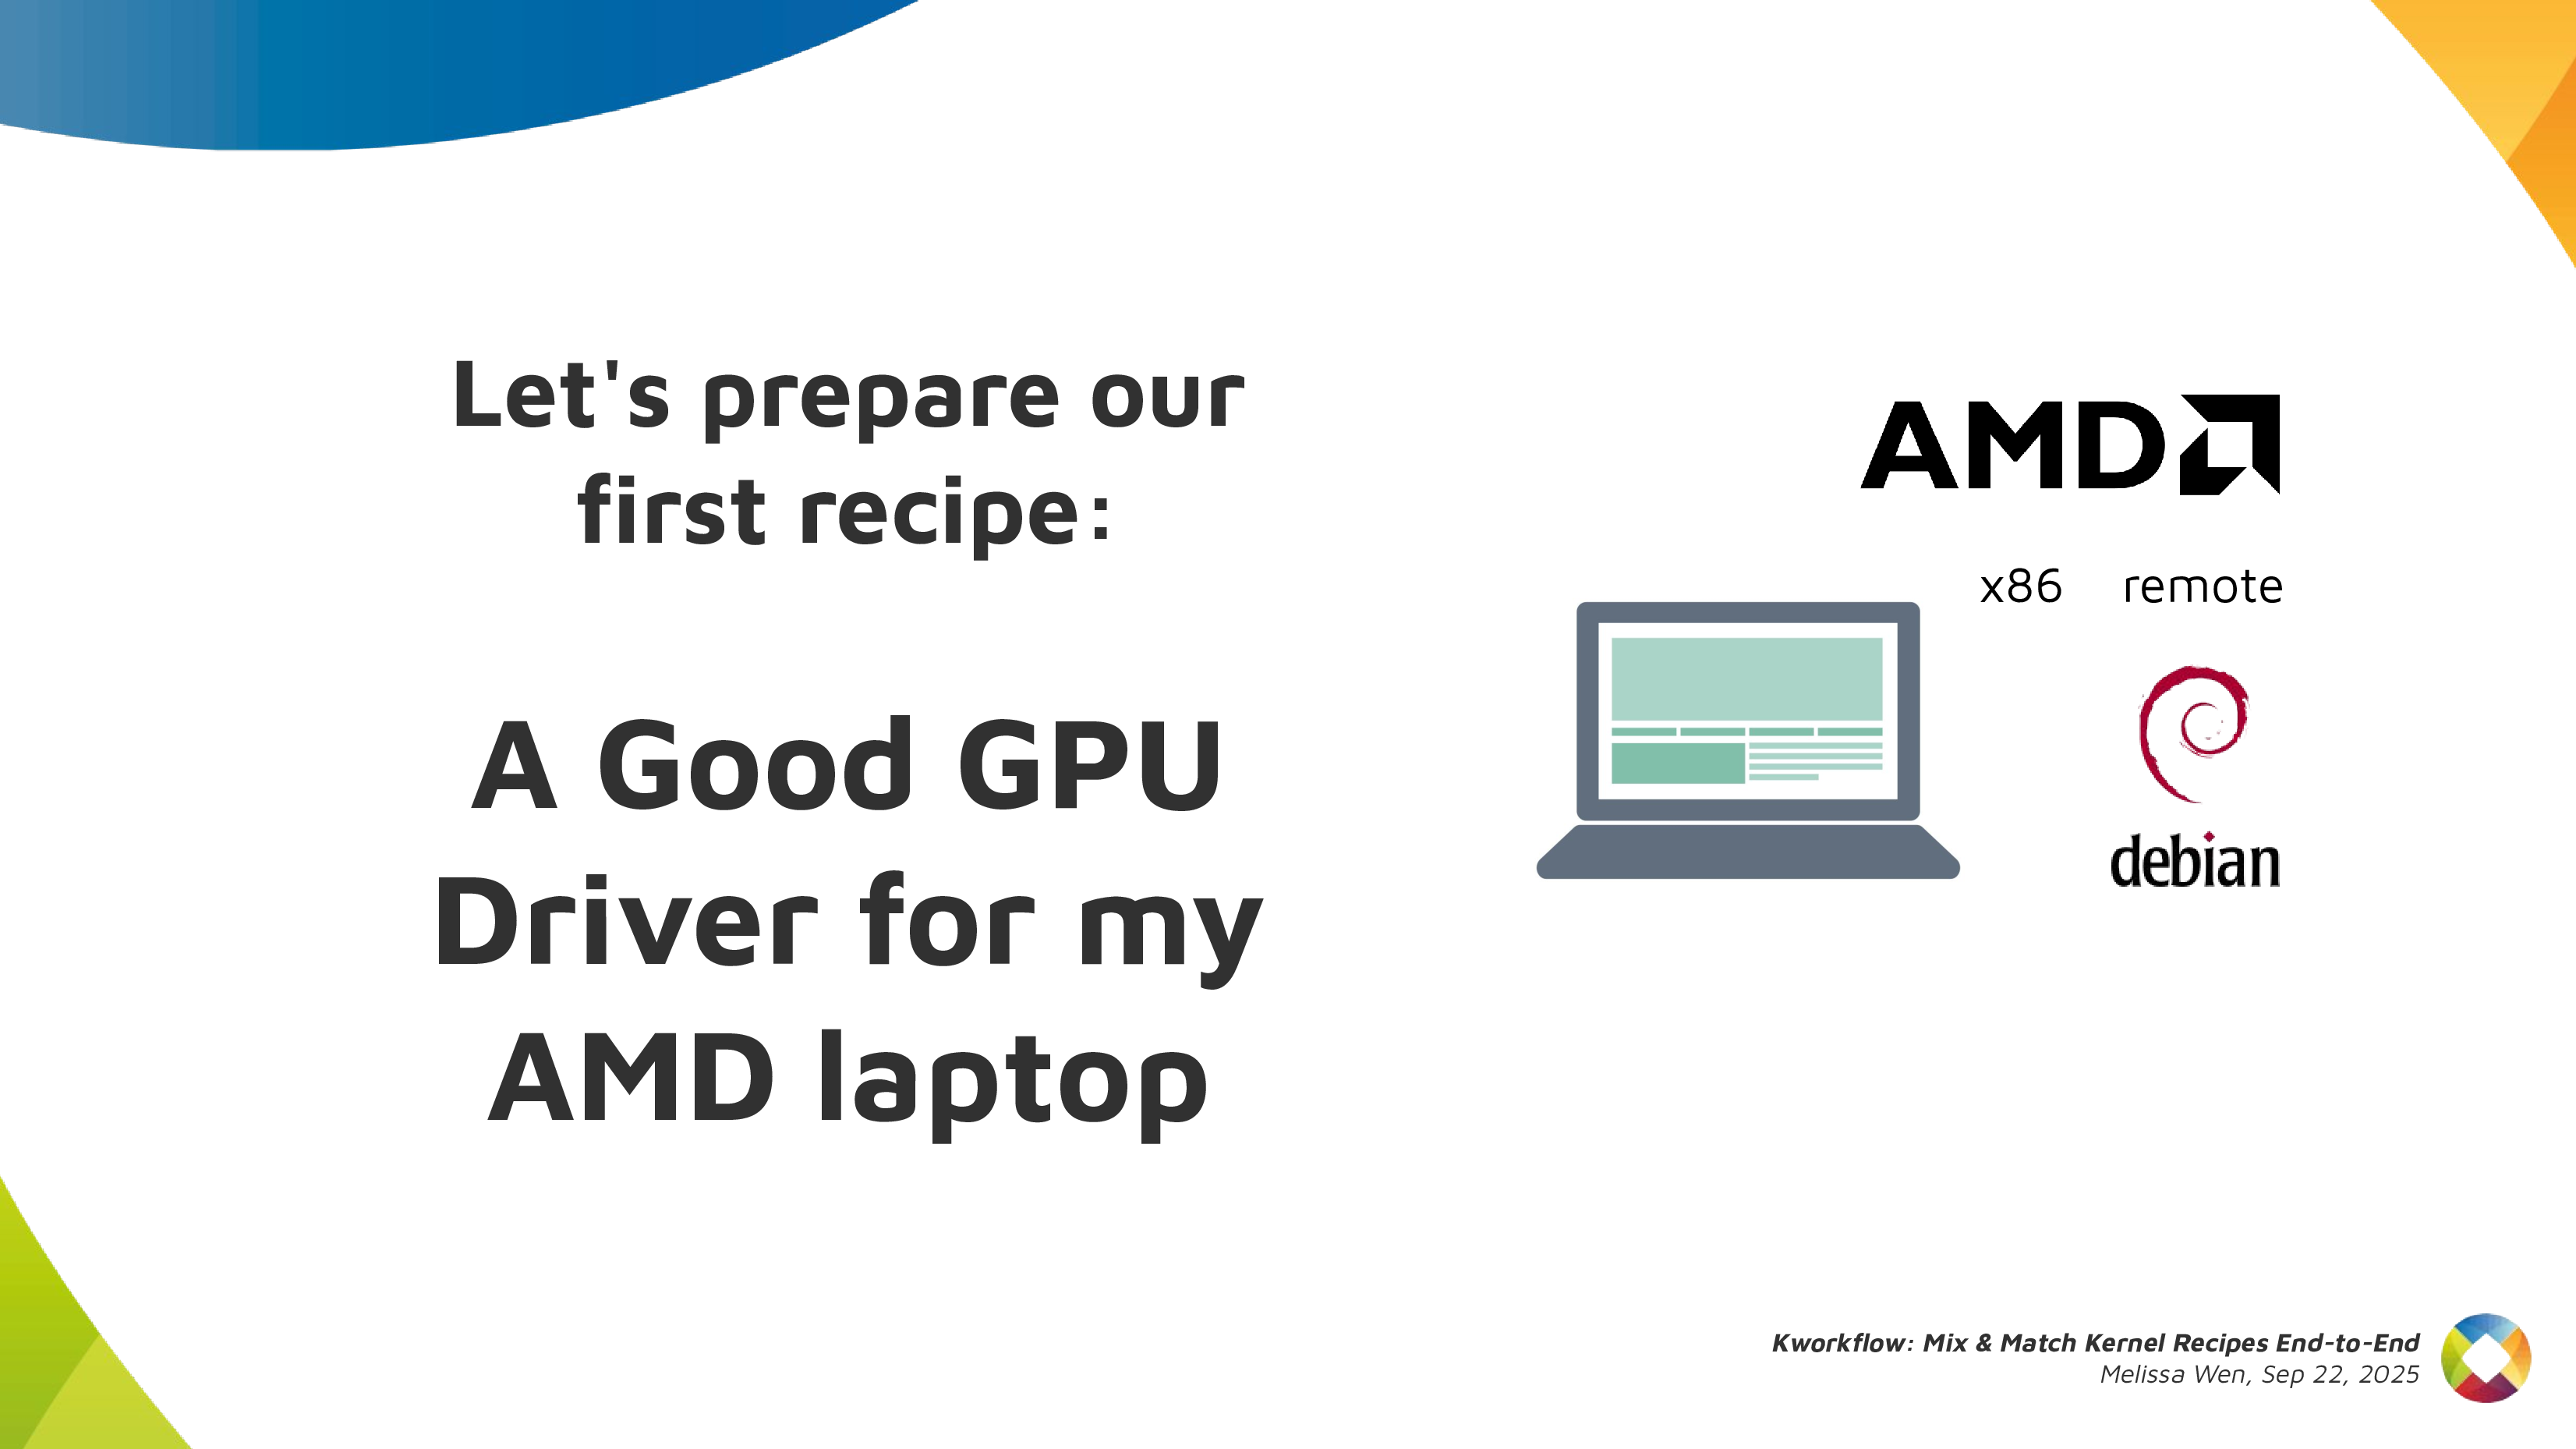 Let's prepare our
first recipe:
A Good GPU
Driver for my
AMD laptop
AMD
x86 remote
debian
Kworkflow: Mix & Match Kernel Recipes End-to-End
Melissa Wen, Sep 22, 2025